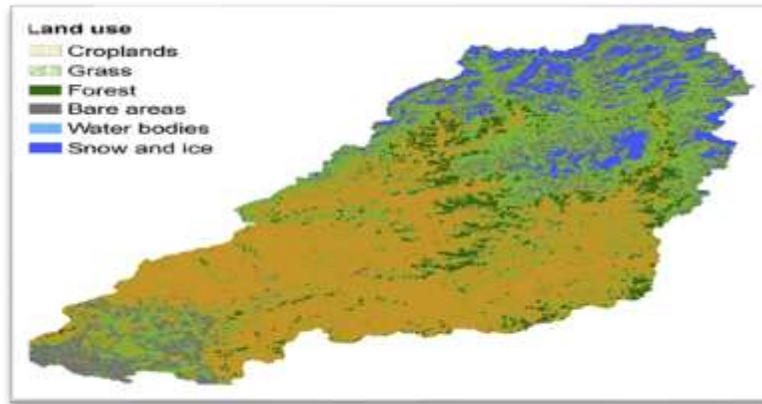 Land use
Croplands
Grass
Forest
Bare areas
Water bodies
Snow and ice